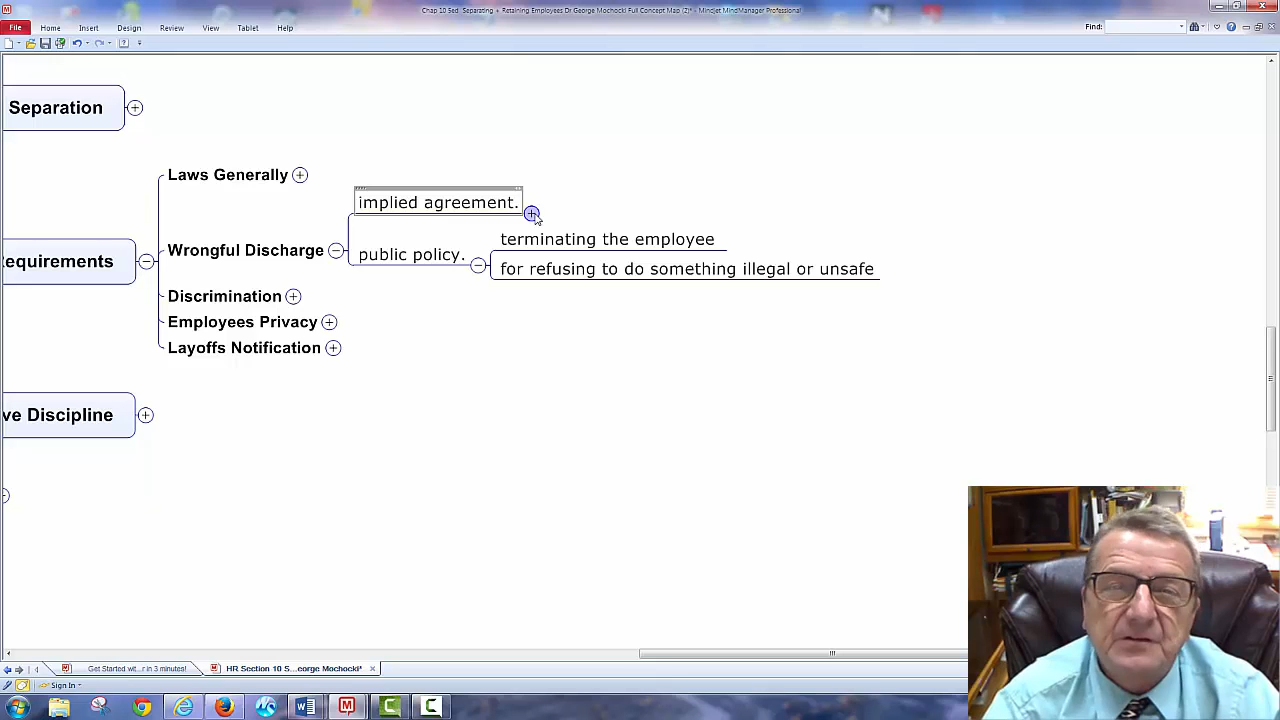 Chap 10 Sed Separating + Retaining Employees Dr George Mochocki Full Concept Map (2)* - Mindjet MindManager Professional
File Home Insert Design Review View Tablet Help Find:
Separation
Laws Generally
implied agreement.
terminating the employee
Wrongful Discharge
public policy.
equirements
for refusing to do something illegal or unsafe
Discrimination
Employees Privacy
Layoffs Notification
ve Discipline
Get Started wit...r in 3 minutes! HR Section 10 S...eorge Mochocki*
Sign In